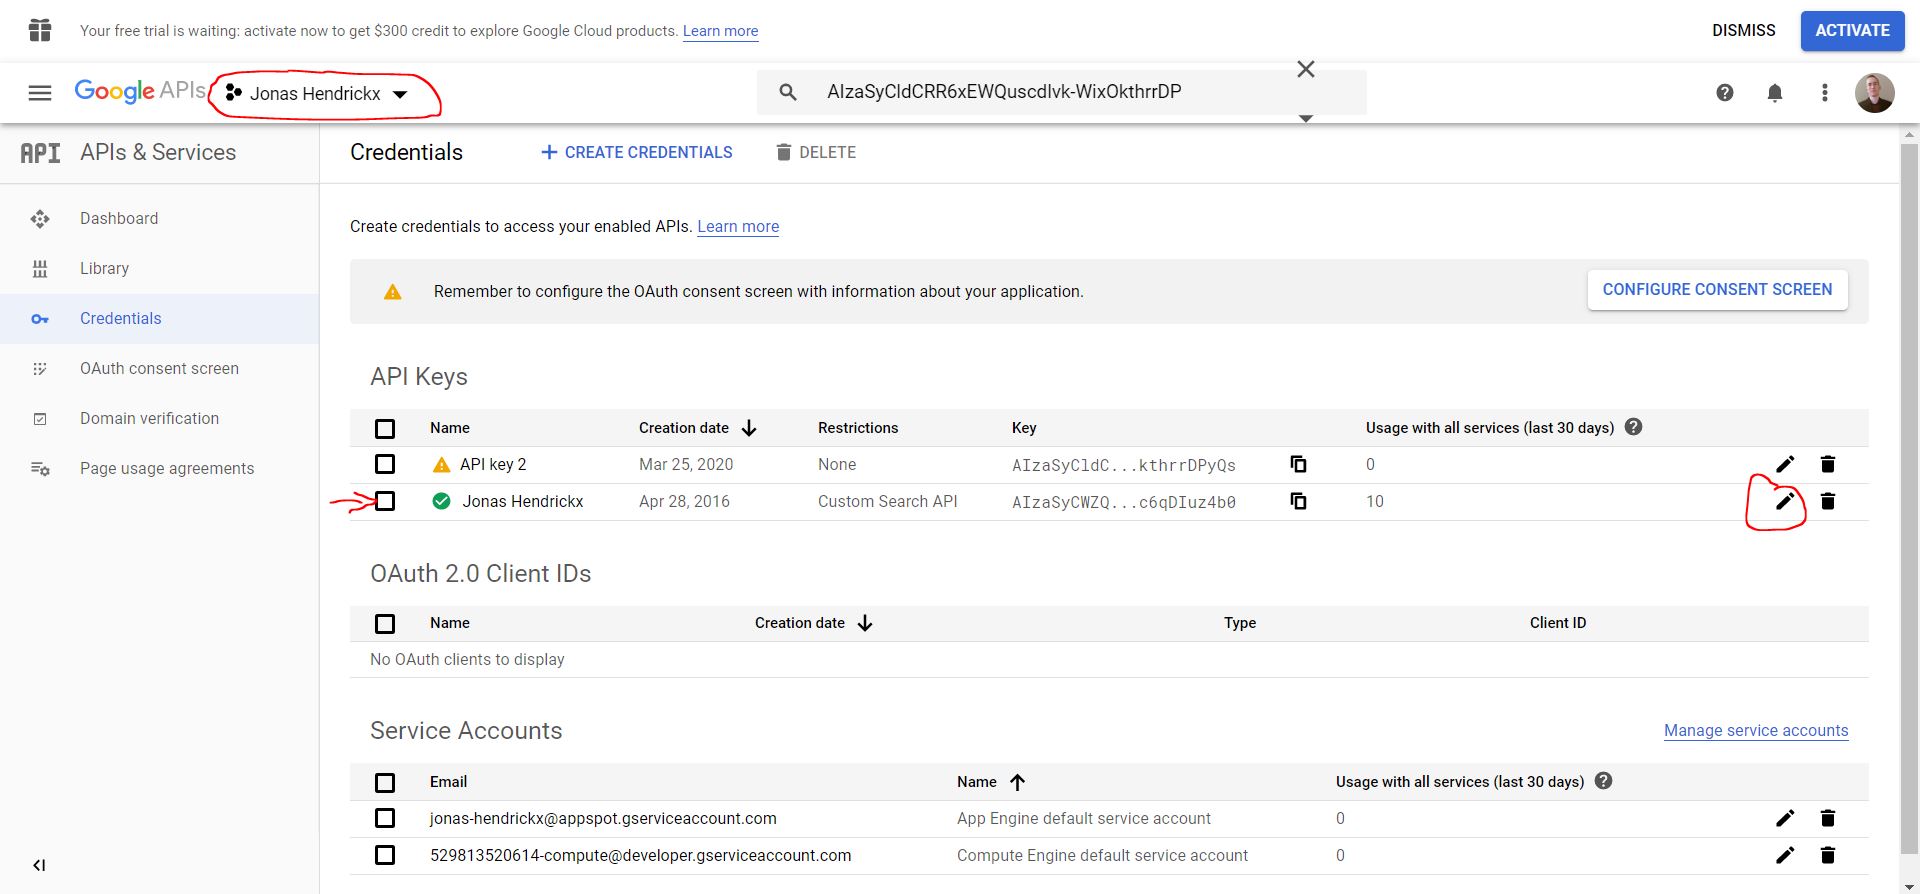 Your free trial is waiting: activate now to get $300 credit to explore Google Cloud products. Learn more
DISMISS
ACTIVATE
Google APIs
Jonas Hendrickx
API
APIs & Services
Credentials
CREATE CREDENTIALS
DELETE
Dashboard
Library
Credentials
OAuth consent screen
Domain verification
Page usage agreements
Create credentials to access your enabled APIs. Learn more
Remember to configure the OAuth consent screen with information about your application.
CONFIGURE CONSENT SCREEN
API Keys
Name Creation date Restrictions Key Usage with all services (last 30 days)
API key 2 Mar 25, 2020 None AIzaSyCldC...kthrrDPyQs 0
Jonas Hendrickx Apr 28, 2016 Custom Search API AIzaSyCWZQ...c6qDIuz4b0 10
OAuth 2.0 Client IDs
Name Creation date Type Client ID
No OAuth clients to display
Service Accounts
Manage service accounts
Email Name Usage with all services (last 30 days)
jonas-hendrickx@appspot.gserviceaccount.com App Engine default service account 0
529813520614-compute@developer.gserviceaccount.com Compute Engine default service account 0